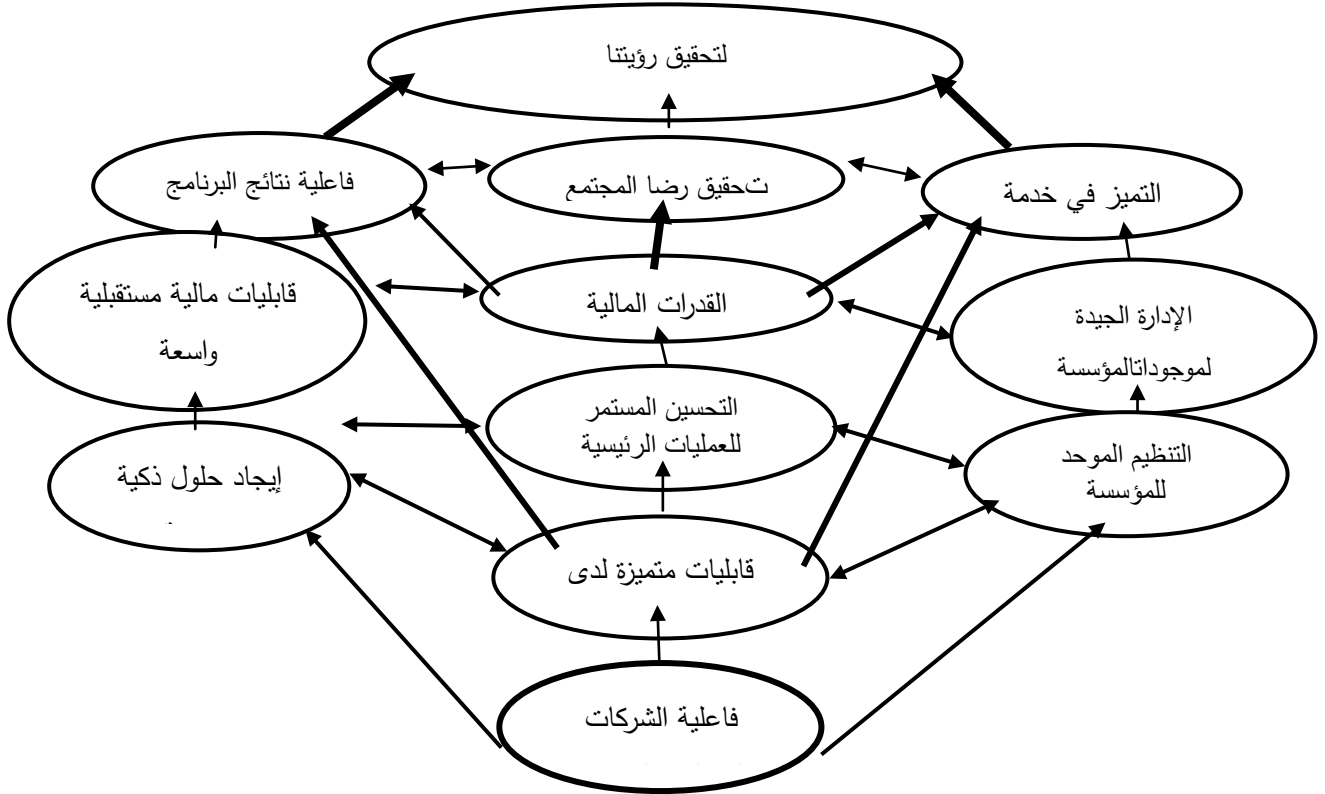 لتحقيق رؤيتنا
فاعلية نتائج البرنامج
تحقيق رضا المجتمع
التميز في خدمة
قابليات مالية مستقبلية
واسعة
القدرات المالية
الإدارة الجيدة
لموجوداتالمؤسسة
التحسين المستمر
للعمليات الرئيسية
إيجاد حلول ذكية
التنظيم الموحد
للمؤسسة
قابليات متميزة لدى
فاعلية الشركات